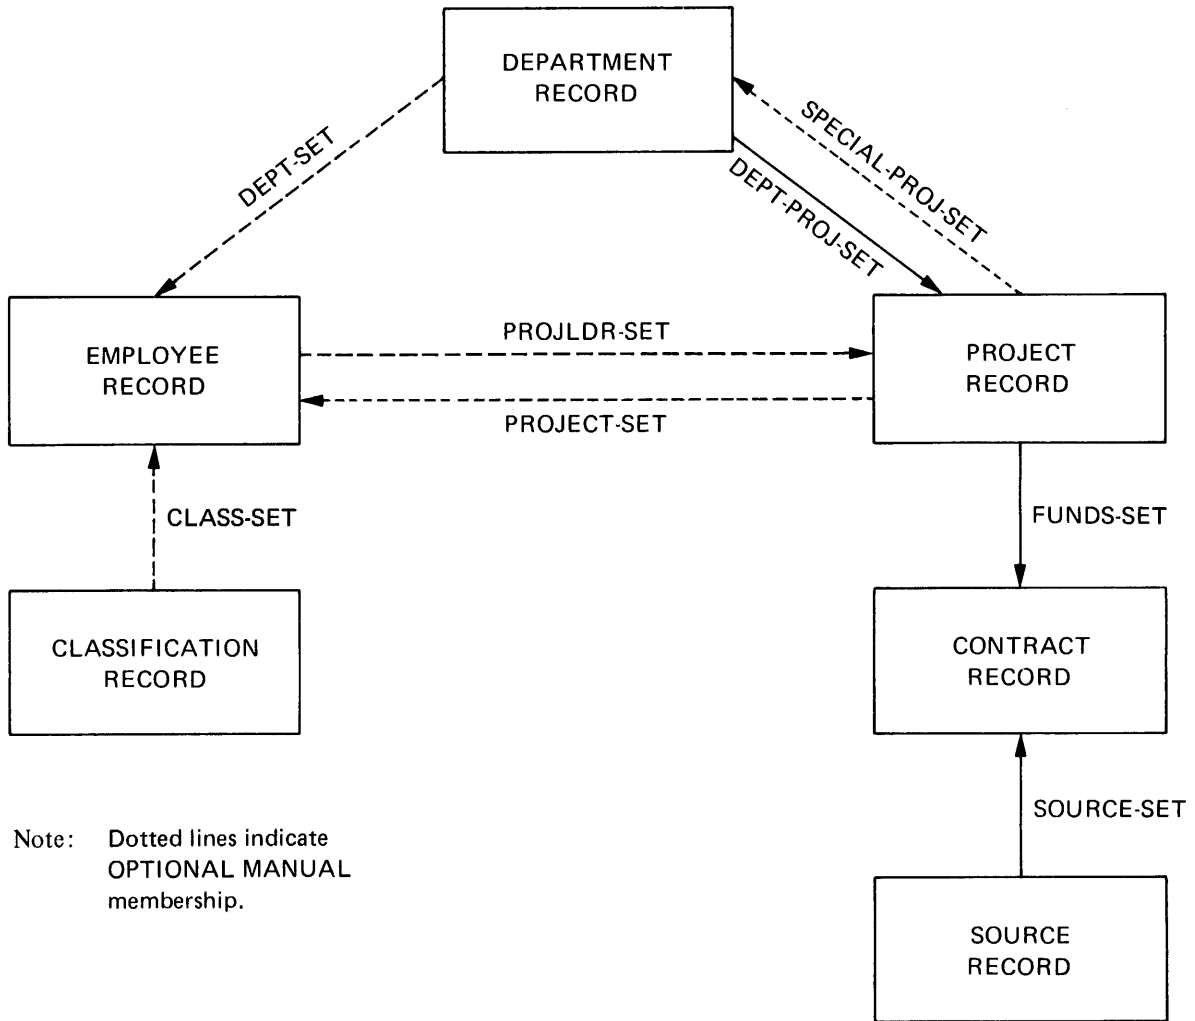 DEPARTMENT
RECORD
DEPT-SET
SPECIAL-PROJ-SET
DEPT-PROJ-SET
EMPLOYEE
RECORD
PROJLDR-SET
PROJECT-SET
PROJECT
RECORD
CLASS-SET
FUNDS-SET
CLASSIFICATION
RECORD
CONTRACT
RECORD
SOURCE-SET
Note: Dotted lines indicate
OPTIONAL MANUAL
membership.
SOURCE
RECORD